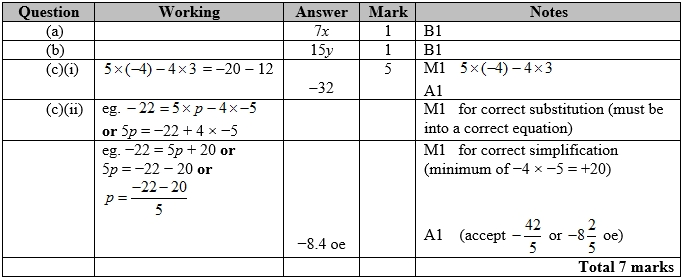 Question Working Answer Mark Notes
(a) 7x 1 B1
(b) 15y 1 B1
(c)(i) 5×(−4) − 4×3 = −20 − 12 5 M1 5×(−4) − 4×3
−32 A1
(c)(ii) eg. −22 = 5×p − 4×−5 M1 for correct substitution (must be
or 5p = −22 + 4 × −5 into a correct equation)
eg. −22 = 5p + 20 or M1 for correct simplification
5p = −22 − 20 or (minimum of −4 × −5 = +20)
p = \frac{−22 − 20}{5}
−8.4 oe A1 (accept −\frac{42}{5} or −8\frac{2}{5} oe)
Total 7 marks